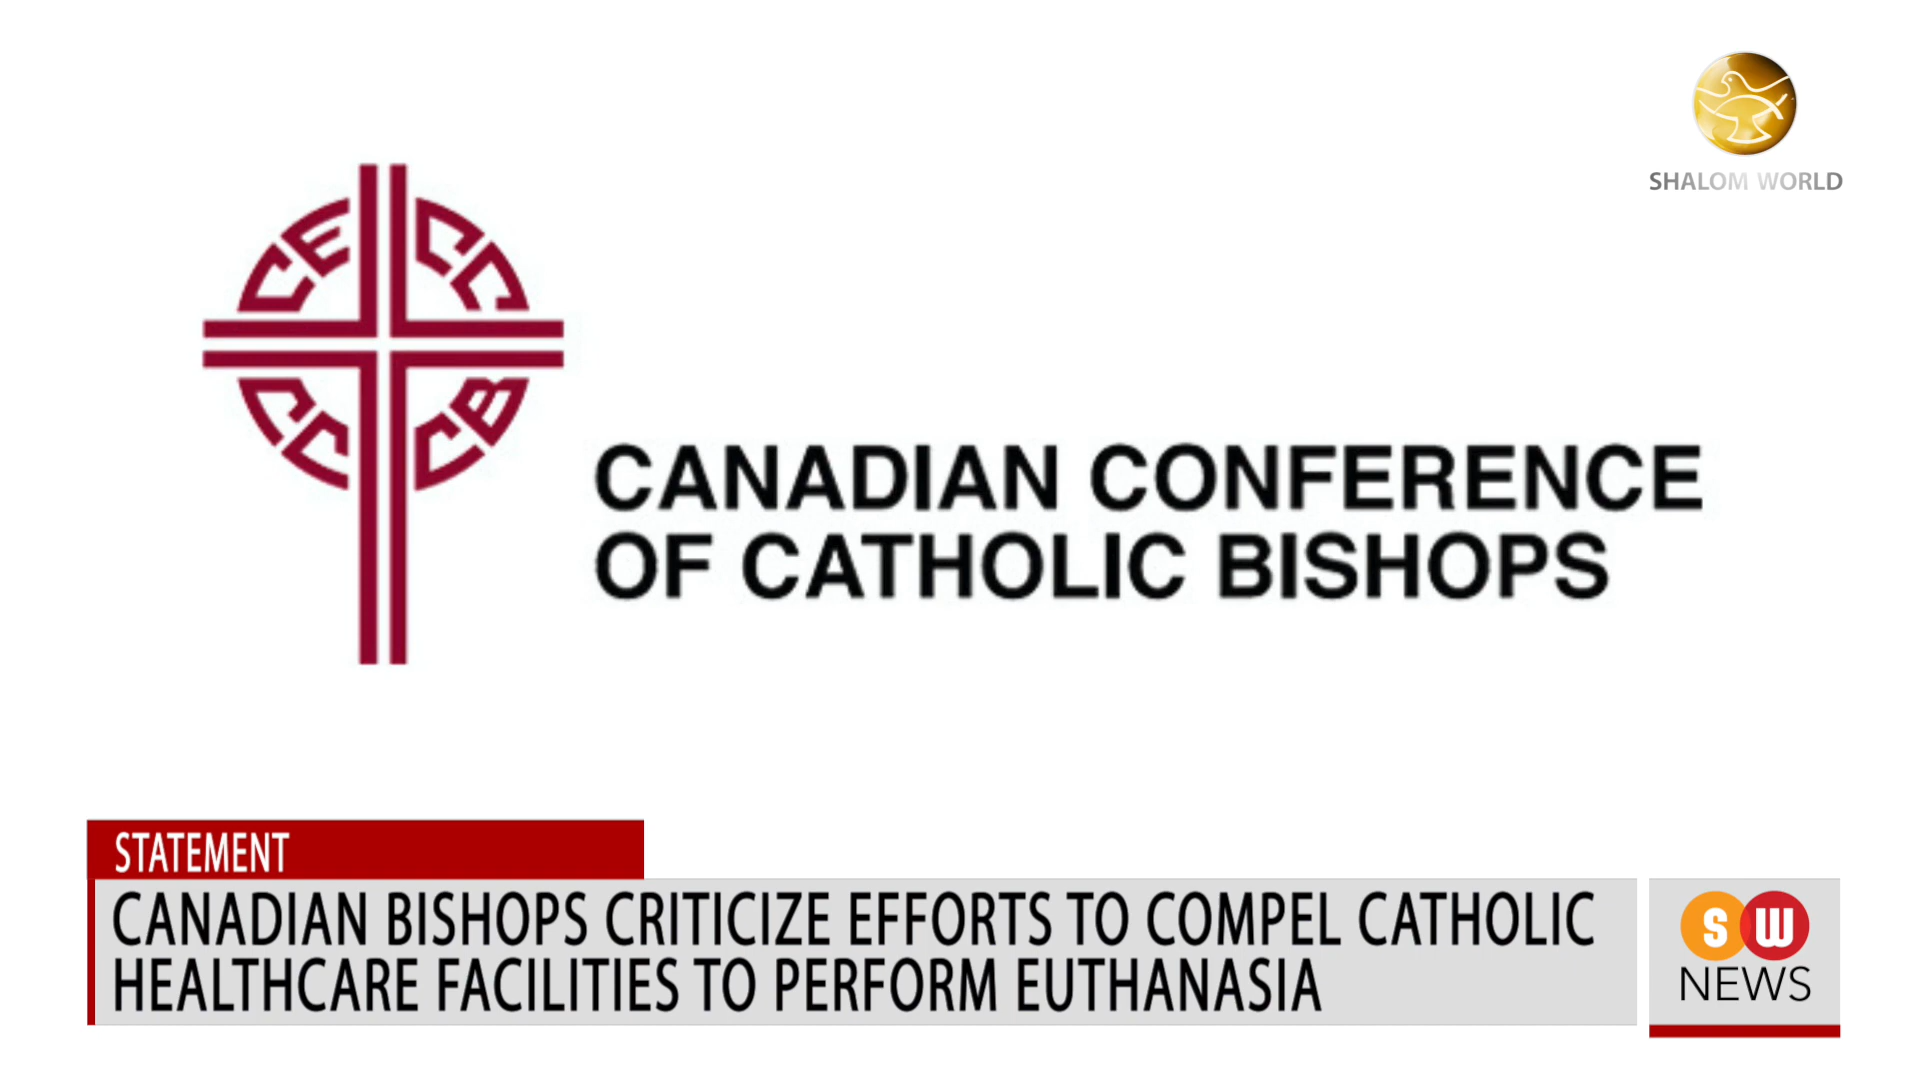 SHALOM WORLD
CECC
CCCB
CANADIAN CONFERENCE
OF CATHOLIC BISHOPS
STATEMENT
CANADIAN BISHOPS CRITICIZE EFFORTS TO COMPEL CATHOLIC
HEALTHCARE FACILITIES TO PERFORM EUTHANASIA
SW
NEWS